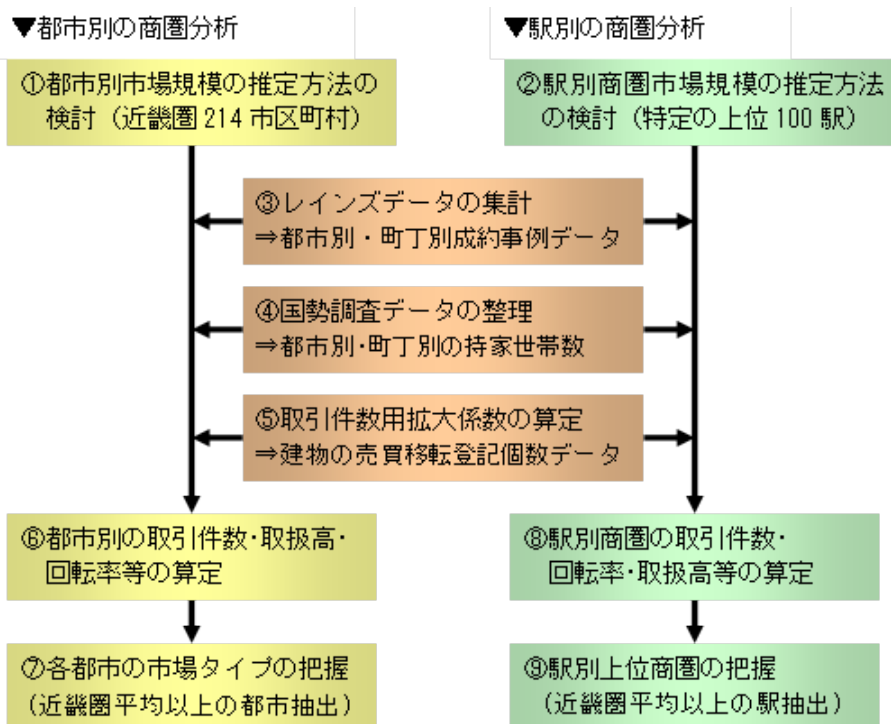 ▼都市別の商圏分析
▼駅別の商圏分析
①都市別市場規模の推定方法の
検討（近畿圏214市区町村）
②駅別商圏市場規模の推定方法
の検討（特定の上位100駅）
③レインズデータの集計
⇒都市別・町丁別成約事例データ
④国勢調査データの整理
⇒都市別・町丁別の持家世帯数
⑤取引件数用拡大係数の算定
⇒建物の売買移転登記個数データ
⑥都市別の取引件数・取扱高・
回転率等の算定
⑧駅別商圏の取引件数・
回転率・取扱高等の算定
⑦各都市の市場タイプの把握
（近畿圏平均以上の都市抽出）
⑨駅別上位商圏の把握
（近畿圏平均以上の駅抽出）